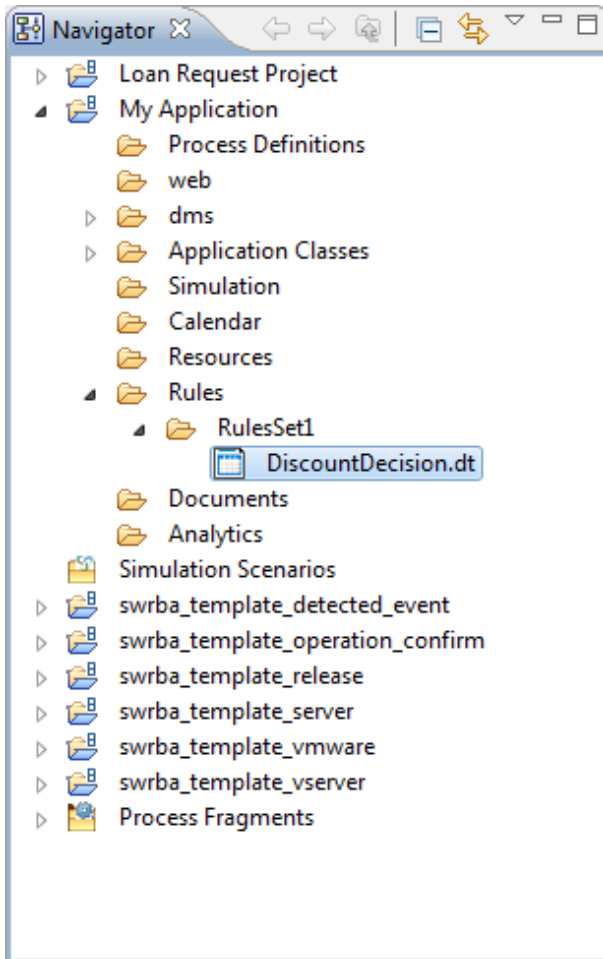 Navigator
Loan Request Project
My Application
Process Definitions
web
dms
Application Classes
Simulation
Calendar
Resources
Rules
RulesSet1
DiscountDecision.dt
Documents
Analytics
Simulation Scenarios
swrba_template_detected_event
swrba_template_operation_confirm
swrba_template_release
swrba_template_server
swrba_template_vmware
swrba_template_vserver
Process Fragments